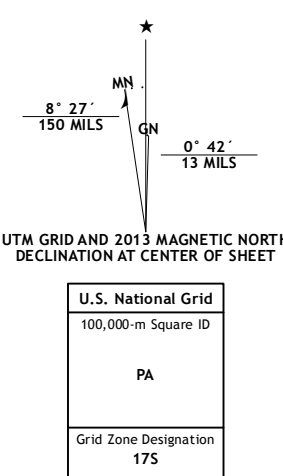 ★
MN
GN
8° 27´
150 MILS
0° 42´
13 MILS
UTM GRID AND 2013 MAGNETIC NORTH
DECLINATION AT CENTER OF SHEET
U.S. National Grid
100,000-m Square ID
PA
Grid Zone Designation
17S